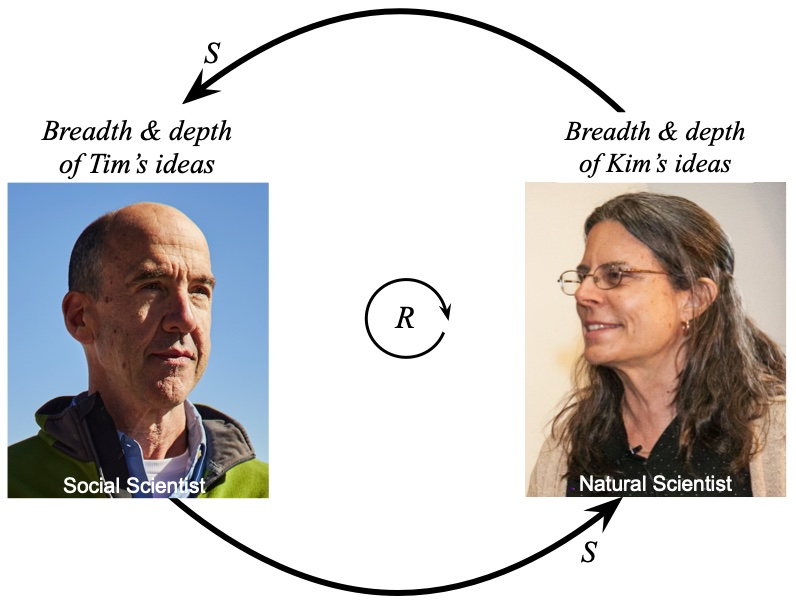 S
Breadth & depth
of Tim's ideas
Breadth & depth
of Kim's ideas
R
Social Scientist
Natural Scientist
S